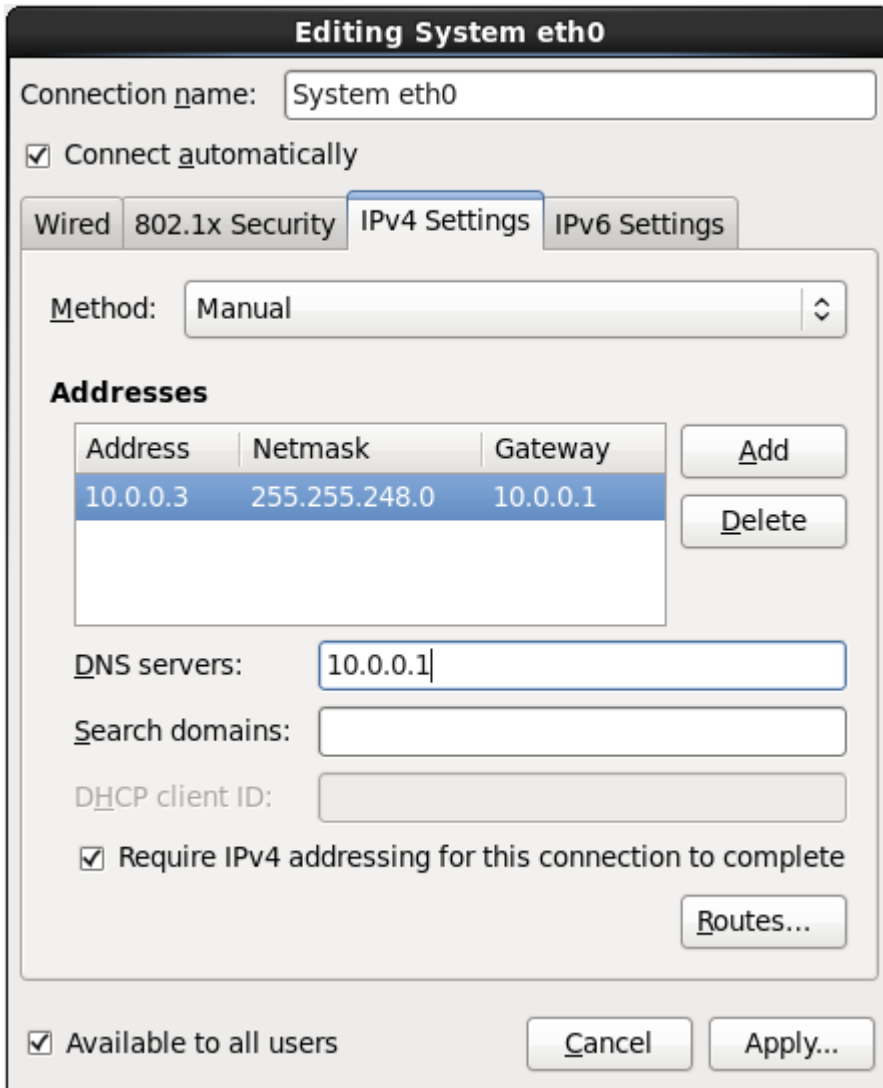 Editing System eth0
Connection name: System eth0
Connect automatically
Wired 802.1x Security IPv4 Settings IPv6 Settings
Method: Manual
Addresses
Address Netmask Gateway
10.0.0.3 255.255.248.0 10.0.0.1
Add
Delete
DNS servers: 10.0.0.1
Search domains:
DHCP client ID:
Require IPv4 addressing for this connection to complete
Routes...
Available to all users Cancel Apply...